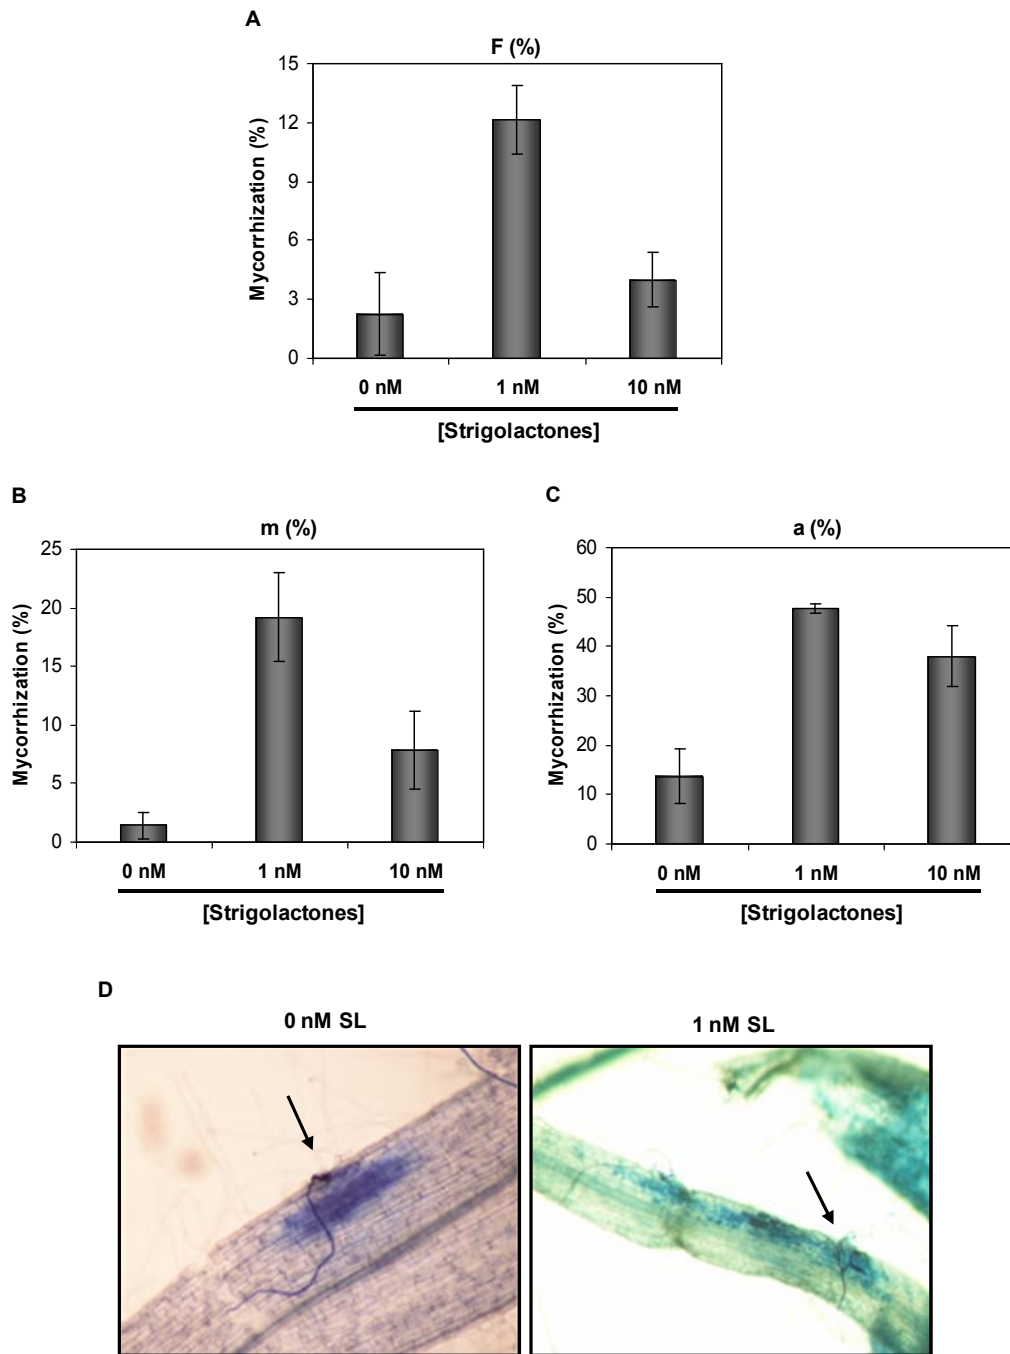 A
F (%)
Mycorrhization (%)
15
12
9
6
3
0
0 nM 1 nM 10 nM
[Strigolactones]
B
m (%)
Mycorrhization (%)
25
20
15
10
5
0
0 nM 1 nM 10 nM
[Strigolactones]
C
a (%)
Mycorrhization (%)
60
50
40
30
20
10
0
0 nM 1 nM 10 nM
[Strigolactones]
D
0 nM SL
1 nM SL